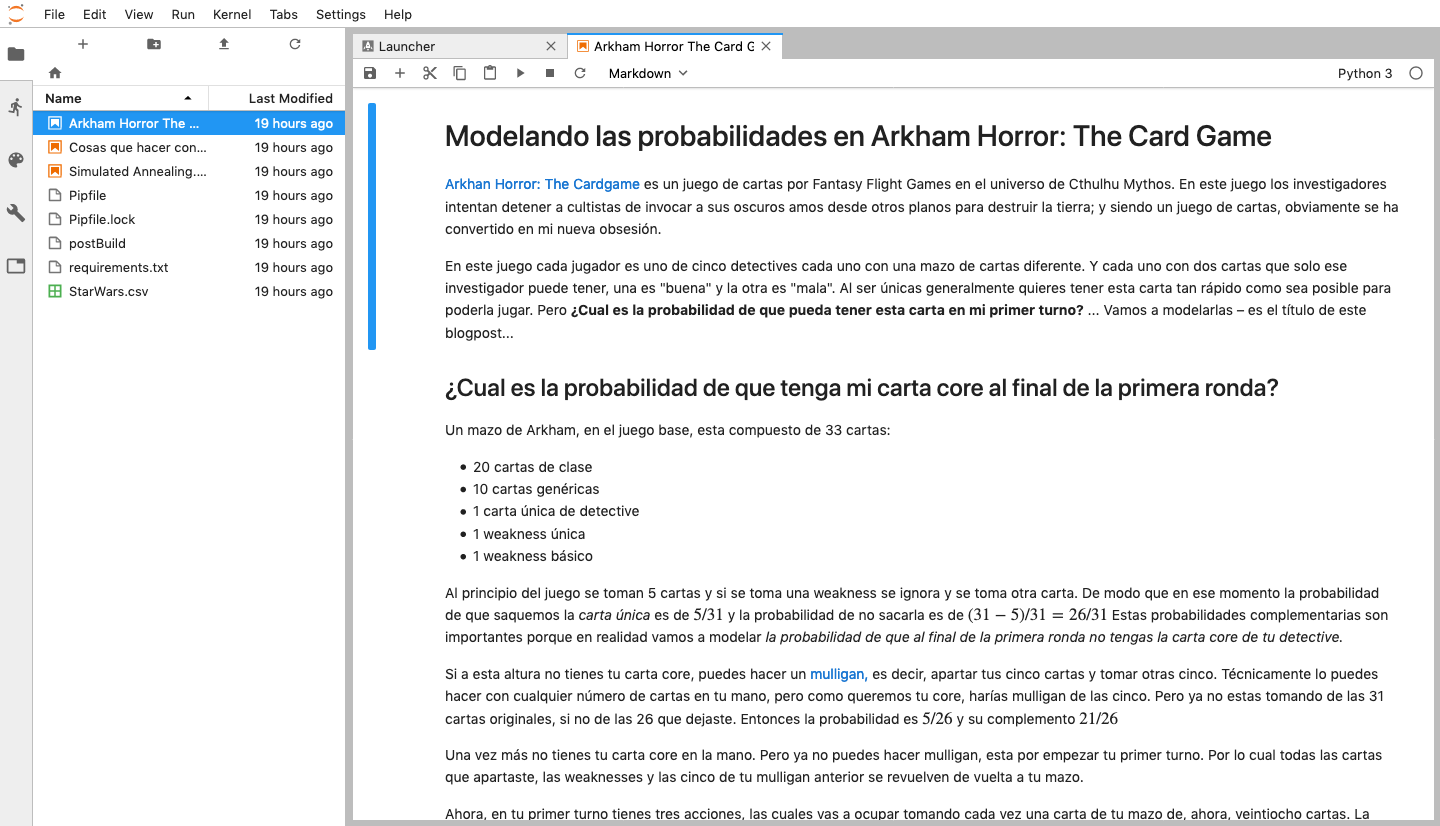 File Edit View Run Kernel Tabs Settings Help
Launcher
Arkham Horror The Card G
Markdown
Python 3
Name Last Modified
Arkham Horror The ... 19 hours ago
Cosas que hacer con... 19 hours ago
Simulated Annealing.... 19 hours ago
Pipfile 19 hours ago
Pipfile.lock 19 hours ago
postBuild 19 hours ago
requirements.txt 19 hours ago
StarWars.csv 19 hours ago
Modelando las probabilidades en Arkham Horror: The Card Game
Arkhan Horror: The Cardgame es un juego de cartas por Fantasy Flight Games en el universo de Cthulhu Mythos. En este juego los investigadores
intentan detener a cultistas de invocar a sus oscuros amos desde otros planos para destruir la tierra; y siendo un juego de cartas, obviamente se ha
convertido en mi nueva obsesión.
En este juego cada jugador es uno de cinco detectives cada uno con una mazo de cartas diferente. Y cada uno con dos cartas que solo ese
investigador puede tener, una es "buena" y la otra es "mala". Al ser únicas generalmente quieres tener esta carta tan rápido como sea posible para
poderla jugar. Pero ¿Cual es la probabilidad de que pueda tener esta carta en mi primer turno? ... Vamos a modelarlas – es el título de este
blogpost...
¿Cual es la probabilidad de que tenga mi carta core al final de la primera ronda?
Un mazo de Arkham, en el juego base, esta compuesto de 33 cartas:
• 20 cartas de clase
• 10 cartas genéricas
• 1 carta única de detective
• 1 weakness única
• 1 weakness básico
Al principio del juego se toman 5 cartas y si se toma una weakness se ignora y se toma otra carta. De modo que en ese momento la probabilidad
de que saquemos la carta única es de 5/31 y la probabilidad de no sacarla es de (31 − 5)/31 = 26/31 Estas probabilidades complementarias son
importantes porque en realidad vamos a modelar la probabilidad de que al final de la primera ronda no tengas la carta core de tu detective.
Si a esta altura no tienes tu carta core, puedes hacer un mulligan, es decir, apartar tus cinco cartas y tomar otras cinco. Técnicamente lo puedes
hacer con cualquier número de cartas en tu mano, pero como queremos tu core, harías mulligan de las cinco. Pero ya no estas tomando de las 31
cartas originales, si no de las 26 que dejaste. Entonces la probabilidad es 5/26 y su complemento 21/26
Una vez más no tienes tu carta core en la mano. Pero ya no puedes hacer mulligan, esta por empezar tu primer turno. Por lo cual todas las cartas
que apartaste, las weaknesses y las cinco de tu mulligan anterior se revuelven de vuelta a tu mazo.
Ahora, en tu primer turno tienes tres acciones, las cuales vas a ocupar tomando cada vez una carta de tu mazo de, ahora, veintiocho cartas. La